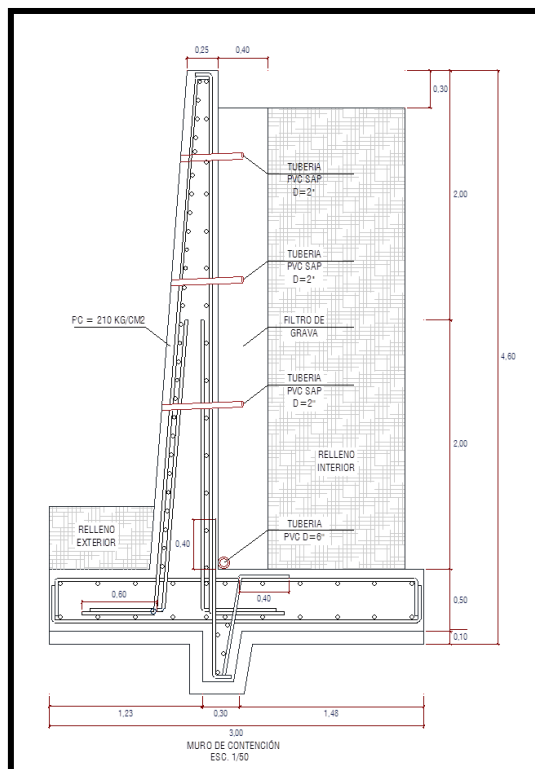 0,25
0,40
0,30
TUBERIA
PVC SAP
D=2"
2,00
TUBERIA
PVC SAP
D=2"
FC = 210 KG/CM2
FILTRO DE
GRAVA
4,60
TUBERIA
PVC SAP
D=2"
2,00
RELLENO
INTERIOR
RELLENO
EXTERIOR
0,40
TUBERIA
PVC D=6"
0,60
0,40
0,50
0,10
1,23
0,30
1,48
3,00
MURO DE CONTENCIÓN
ESC. 1/50